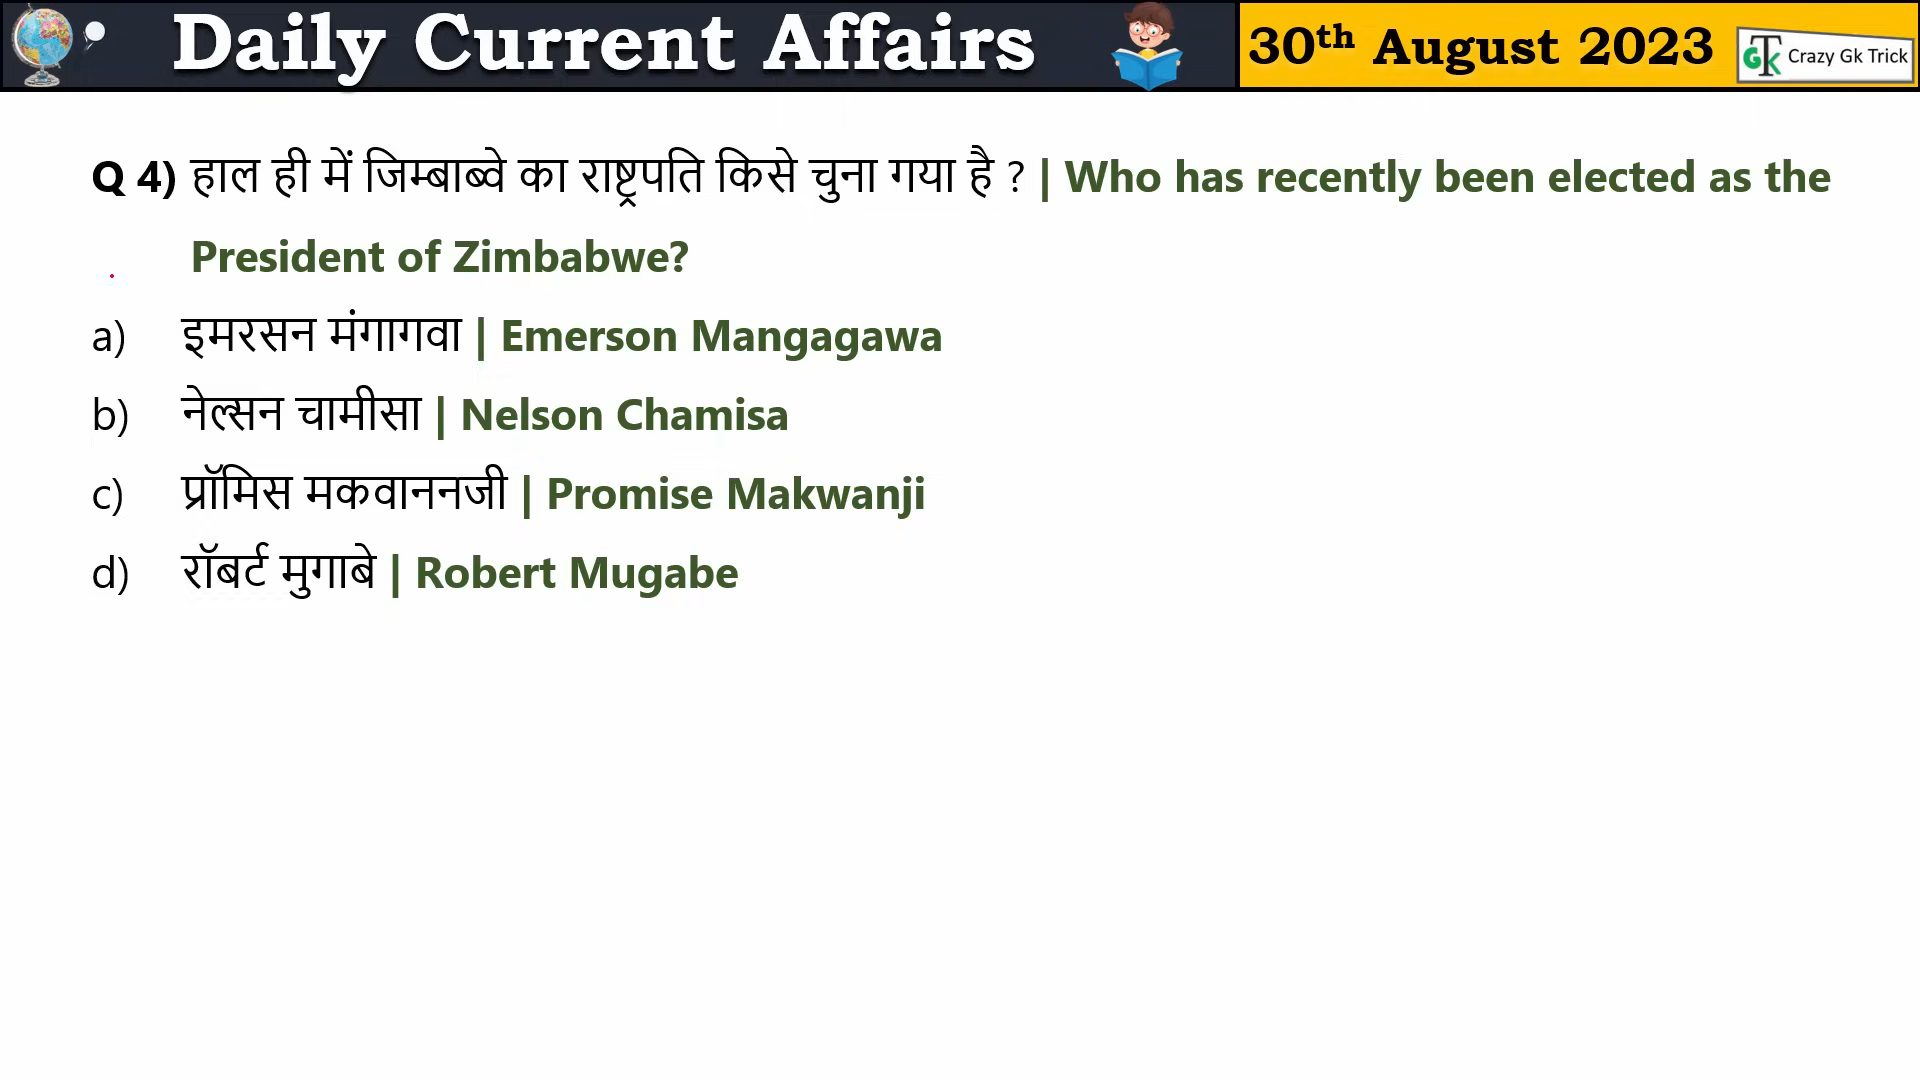 Daily Current Affairs
30th August 2023
Crazy Gk Trick
Q 4) हाल ही में जिम्बाब्वे का राष्ट्रपति किसे चुना गया है ? | Who has recently been elected as the
President of Zimbabwe?
a) इमरसन मंगागवा | Emerson Mangagawa
b) नेल्सन चामीसा | Nelson Chamisa
c) प्रॉमिस मकवाननजी | Promise Makwanji
d) रॉबर्ट मुगाबे | Robert Mugabe